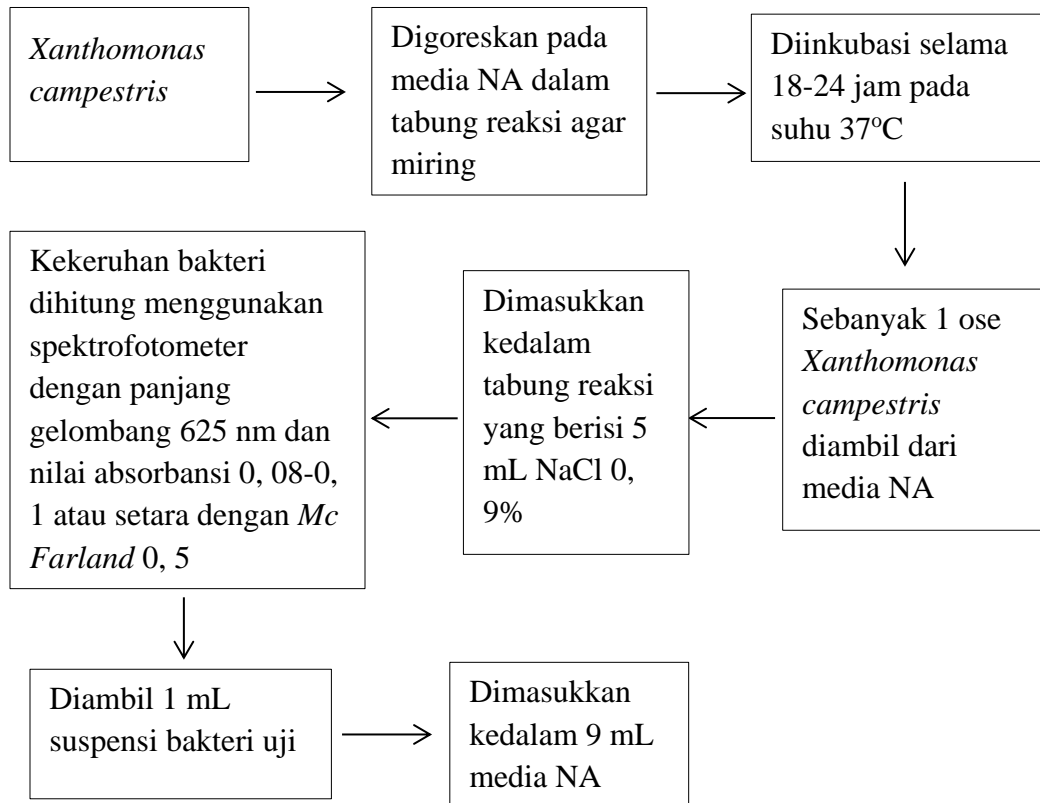 Xanthomonas
campestris
Digoreskan pada
media NA dalam
tabung reaksi agar
miring
Diinkubasi selama
18-24 jam pada
suhu 37°C
Sebanyak 1 ose
Xanthomonas
campestris
diambil dari
media NA
Dimasukkan
kedalam
tabung reaksi
yang berisi 5
mL NaCl 0,
9%
Kekeruhan bakteri
dihitung menggunakan
spektrofotometer
dengan panjang
gelombang 625 nm dan
nilai absorbansi 0, 08-0,
1 atau setara dengan Mc
Farland 0, 5
Diambil 1 mL
suspensi bakteri uji
Dimasukkan
kedalam 9 mL
media NA